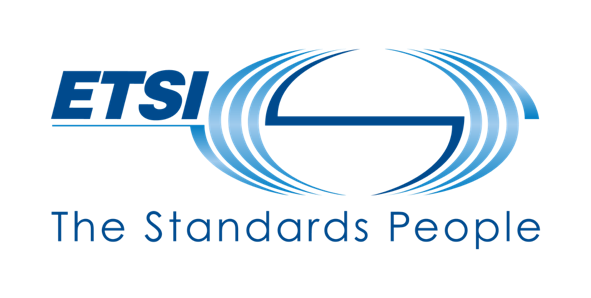 ETSI
The Standards People